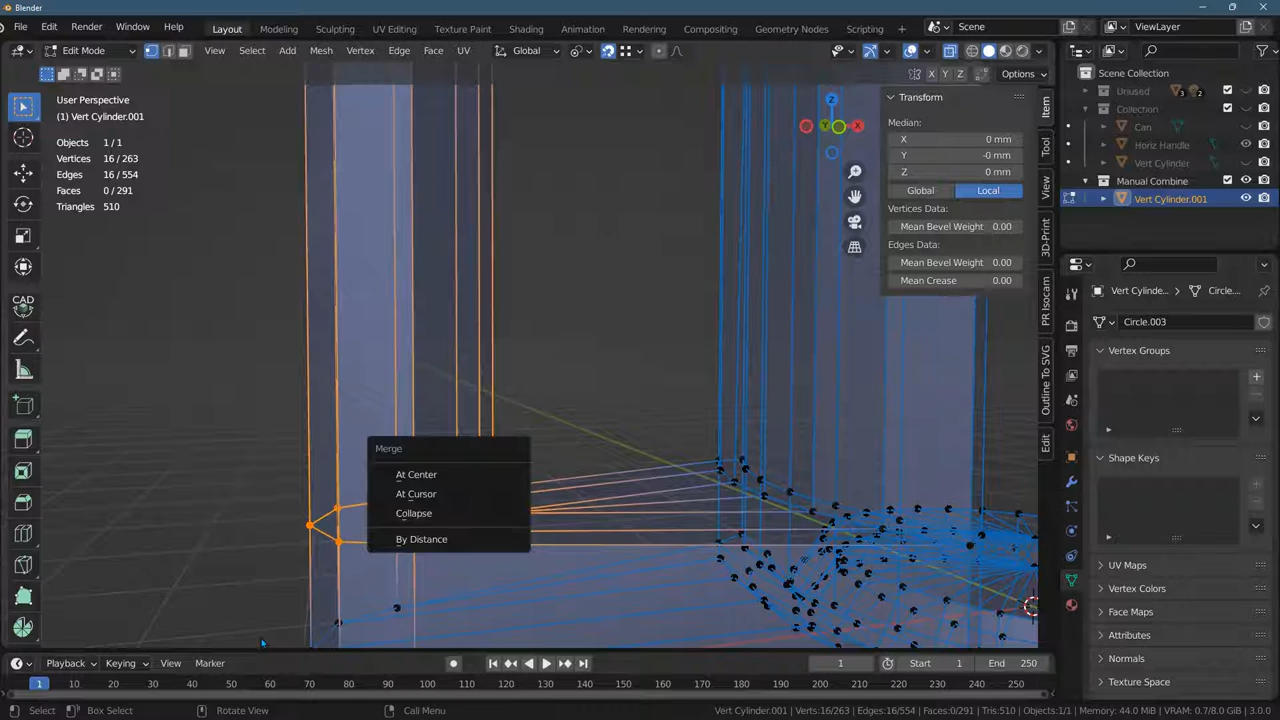 Blender
File Edit Render Window Help Layout Modeling Sculpting UV Editing Texture Paint Shading Animation Rendering Compositing Geometry Nodes Scripting + Scene ViewLayer
Edit Mode View Select Add Mesh Vertex Edge Face UV Global
X Y Z Options
User Perspective
(1) Vert Cylinder.001
Objects 1/1
Vertices 16/263
Edges 16/554
Faces 0/291
Triangles 510
CAD
Merge
At Center
At Cursor
Collapse
By Distance
Z
Y
X
Transform
Median:
X 0 mm
Y -0 mm
Z 0 mm
Global Local
Vertices Data:
Mean Bevel Weight 0.00
Edges Data:
Mean Bevel Weight 0.00
Mean Crease 0.00
Item
Tool
View
3D-Print
PR Isocam
Outline To SVG
Edit
Scene Collection
Unused 3 2
Collection
Can
Horiz Handle
Vert Cylinder
Manual Combine
Vert Cylinder.001
Vert Cylinde... Circle....
Circle.003
Vertex Groups
Shape Keys
UV Maps
Vertex Colors
Face Maps
Attributes
Normals
Texture Space
Playback Keying View Marker 1 Start 1 End 250
1 10 20 30 40 50 60 70 80 90 100 110 120 130 140 150 160 170 180 190 200 210 220 230 240 250
Select Box Select Rotate View Call Menu Vert Cylinder.001 | Verts:16/263 | Edges:16/554 | Faces:0/291 | Tris:510 | Objects:1/1 | Memory: 44.0 MiB | VRAM: 0.7/8.0 GiB | 3.0.0